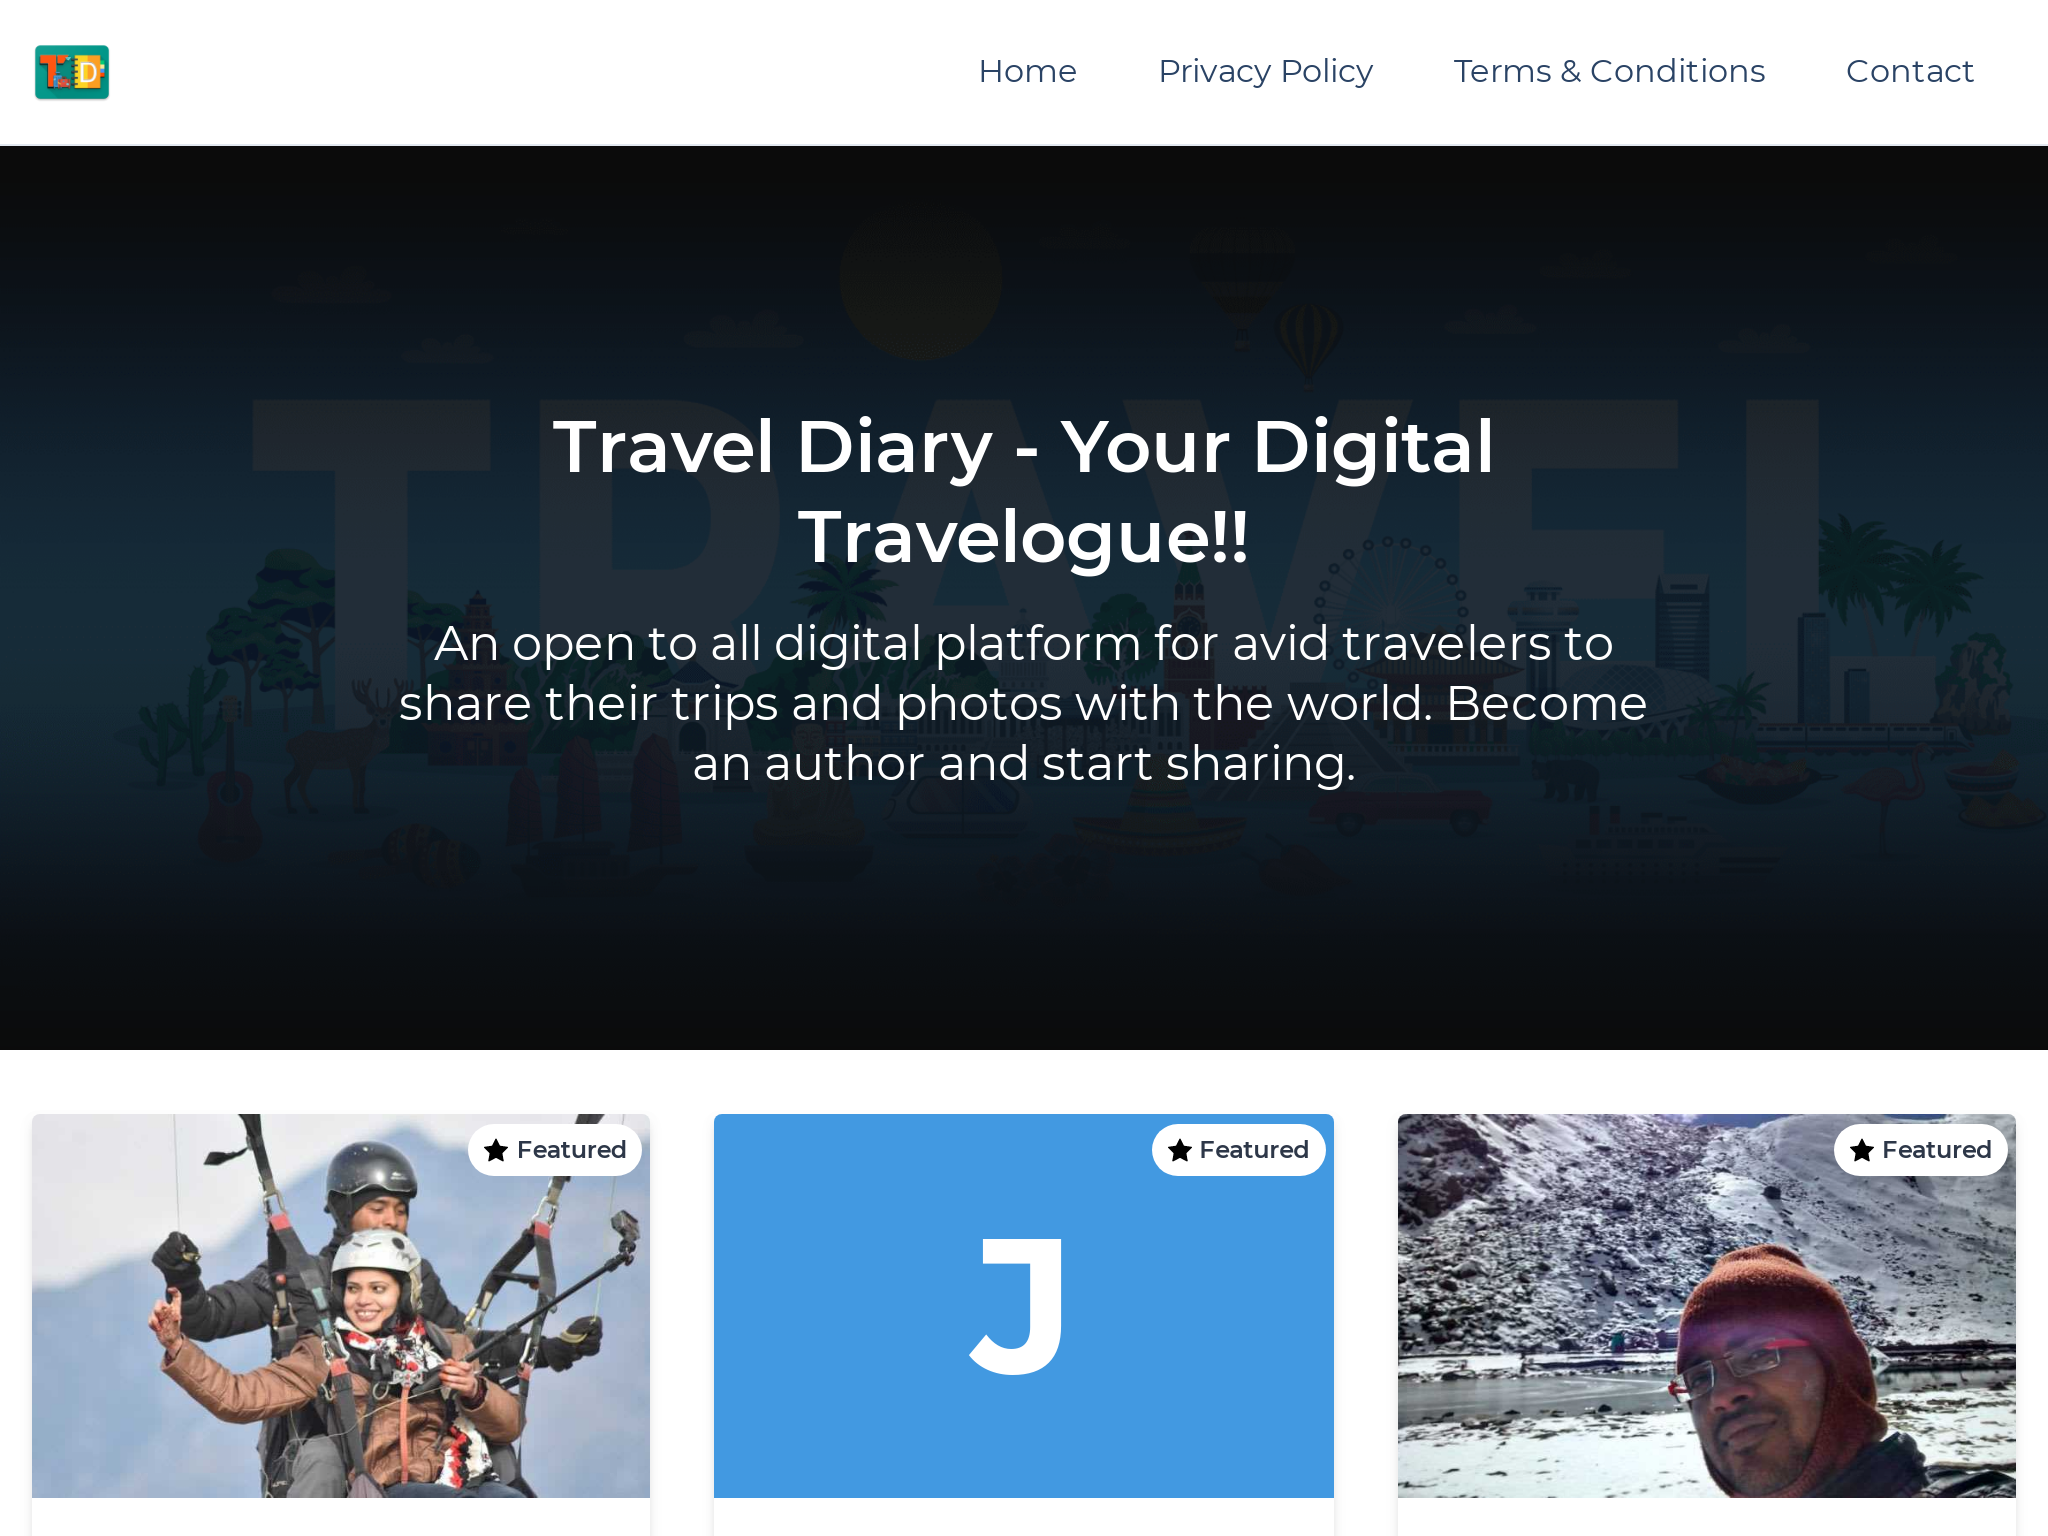 T D
Home
Privacy Policy
Terms & Conditions
Contact
TRAVEL
Travel Diary - Your Digital
Travelogue!!
An open to all digital platform for avid travelers to
share their trips and photos with the world. Become
an author and start sharing.
Featured
Featured
Featured
J